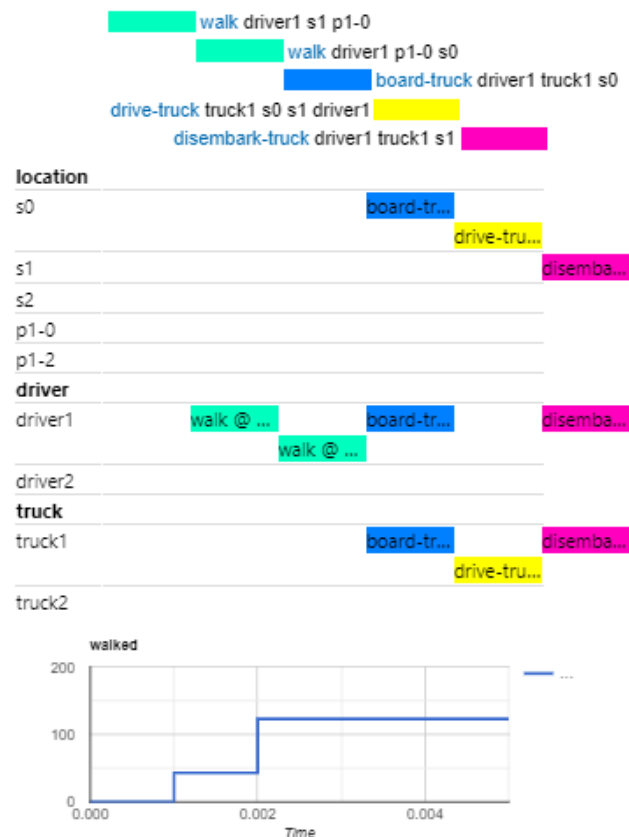 walk driver1 s1 p1-0
walk driver1 p1-0 s0
board-truck driver1 truck1 s0
drive-truck truck1 s0 s1 driver1
disembark-truck driver1 truck1 s1
location
s0 board-tr...
drive-tru...
s1 disemba...
s2
p1-0
p1-2
driver
driver1 walk @ ... board-tr... disemba...
walk @ ...
driver2
truck
truck1 board-tr... disemba...
drive-tru...
truck2
walked
200
...
100
0
0.000 0.002 0.004
Time